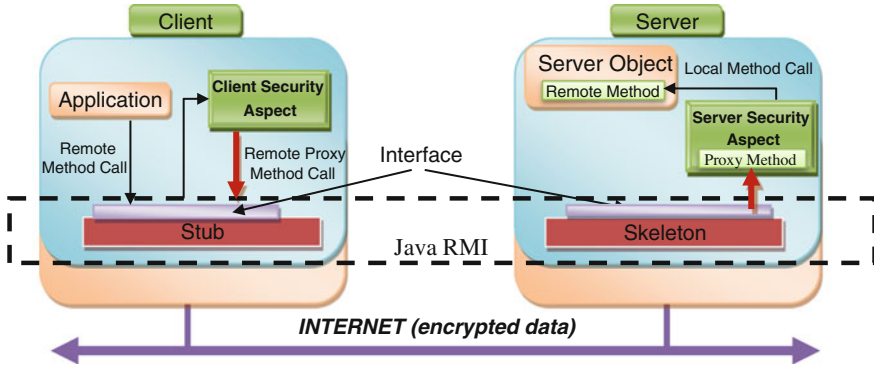 Client
Server
Application
Client Security
Aspect
Remote
Method Call
Remote Proxy
Method Call
Interface
Server Object
Remote Method
Local Method Call
Server Security
Aspect
Proxy Method
Stub
Java RMI
Skeleton
INTERNET (encrypted data)